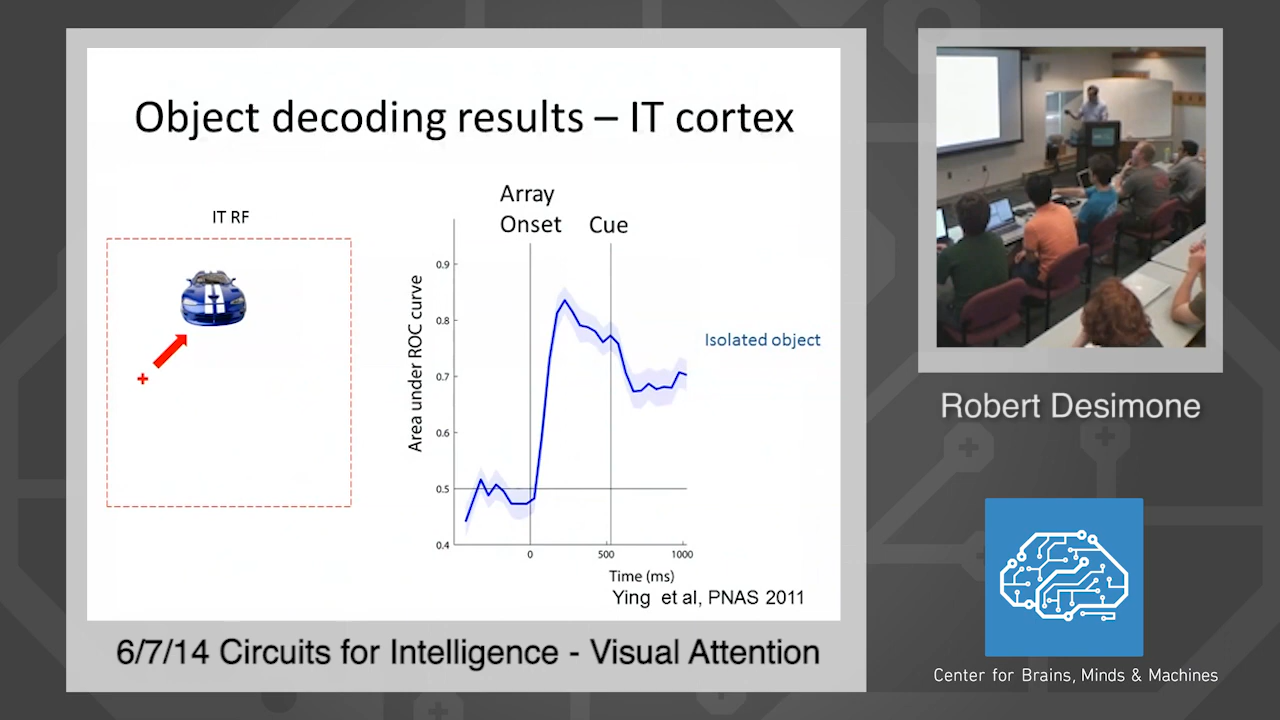 Object decoding results – IT cortex
IT RF
Array
Onset
Cue
Area under ROC curve
0.9
0.8
0.7
0.6
0.5
0.4
0
500
1000
Time (ms)
Isolated object
Ying et al, PNAS 2011
6/7/14 Circuits for Intelligence - Visual Attention
Robert Desimone
Center for Brains, Minds & Machines